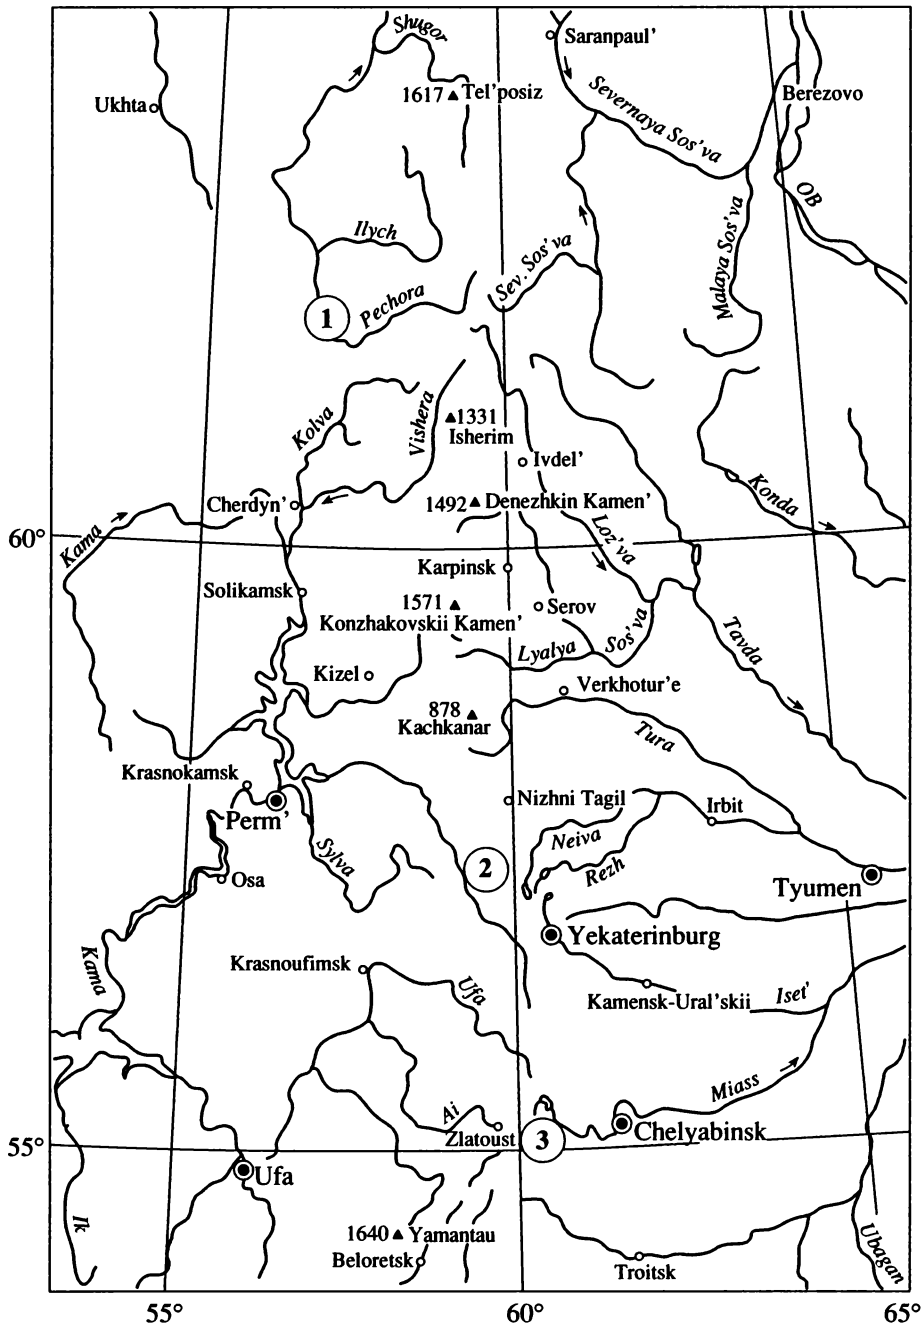 Shugor
Saranpaul'
1617 ▲ Tel'posiz
Ukhta
Severnaya Sos'va
Berezovo
OB
Ilych
Malaya Sos'va
Sev. Sos'va
Pechora
1
Kolva
Vishera
▲1331
Isherim
Ivdel'
Cherdyn'
1492▲ Denezhkin Kamen'
Konda
Kama
60°
Loz'va
Karpinsk
Solikamsk
1571 ▲
Serov
Konzhakovskii Kamen'
Sos'va
Tavda
Lyalya
Kizel
Verkhotur'e
878 ▲
Kachkanar
Tura
Krasnokamsk
Nizhni Tagil
Irbit
Perm'
Neiva
Sylva
2
Rezh
Osa
Tyumen
Yekaterinburg
Kama
Krasnoufimsk
Ufa
Kamensk-Ural'skii
Iset'
Miass
Ai
Zlatoust
3
Chelyabinsk
55°
Ufa
Ik
1640 ▲ Yamantau
Beloretsk
Troitsk
Ubagan
55°
60°
65°